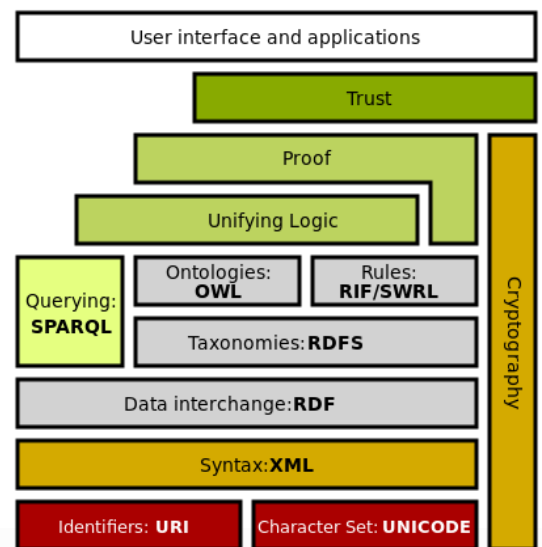 User interface and applications
Trust
Proof
Unifying Logic
Ontologies:
OWL
Rules:
RIF/SWRL
Querying:
SPARQL
Taxonomies:RDFS
Cryptography
Data interchange:RDF
Syntax:XML
Identifiers: URI
Character Set: UNICODE